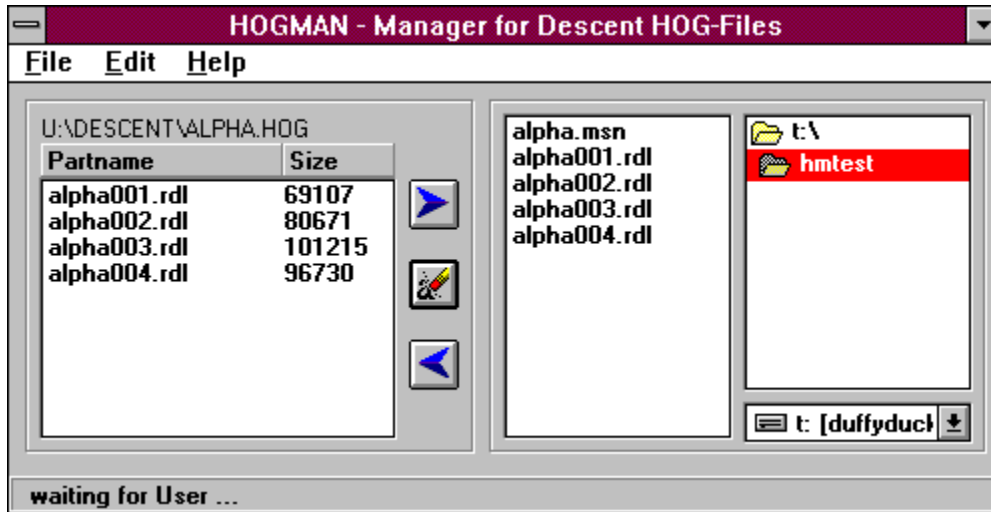 HOGMAN - Manager for Descent HOG-Files
File Edit Help
U:\DESCENT\ALPHA.HOG
Partname Size
alpha001.rdl 69107
alpha002.rdl 80671
alpha003.rdl 101215
alpha004.rdl 96730
alpha.msn
alpha001.rdl
alpha002.rdl
alpha003.rdl
alpha004.rdl
t:\
hmtest
t: [duffyduck
waiting for User ...